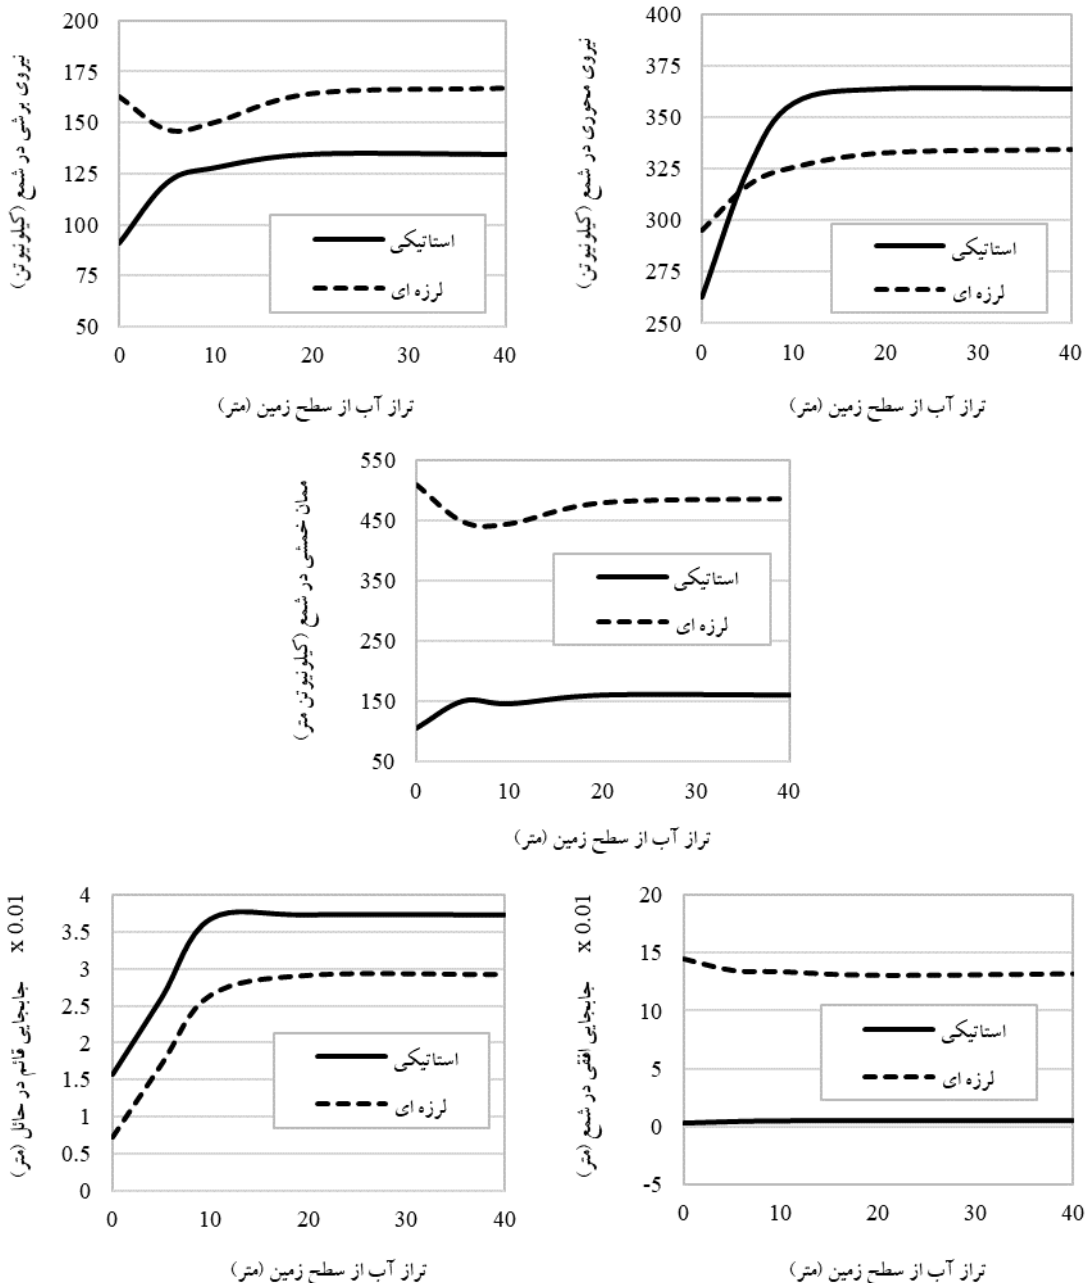 نیروی برشی در شمع (کیلونیوتن)
200
175
150
125
100
75
50
استاتیکی
لرزه ای
0 10 20 30 40
تراز آب از سطح زمین (متر)
نیروی محوری در شمع (کیلونیوتن)
400
375
350
325
300
275
250
استاتیکی
لرزه ای
0 10 20 30 40
تراز آب از سطح زمین (متر)
ممان خمشی در شمع (کیلونیوتن متر)
550
450
350
250
150
50
استاتیکی
لرزه ای
0 10 20 30 40
تراز آب از سطح زمین (متر)
جابجایی قائم در حائل (متر) x 0.01
4
3.5
3
2.5
2
1.5
1
0.5
0
استاتیکی
لرزه ای
0 10 20 30 40
تراز آب از سطح زمین (متر)
جابجایی افقی در شمع (متر) x 0.01
20
15
10
5
0
-5
استاتیکی
لرزه ای
0 10 20 30 40
تراز آب از سطح زمین (متر)